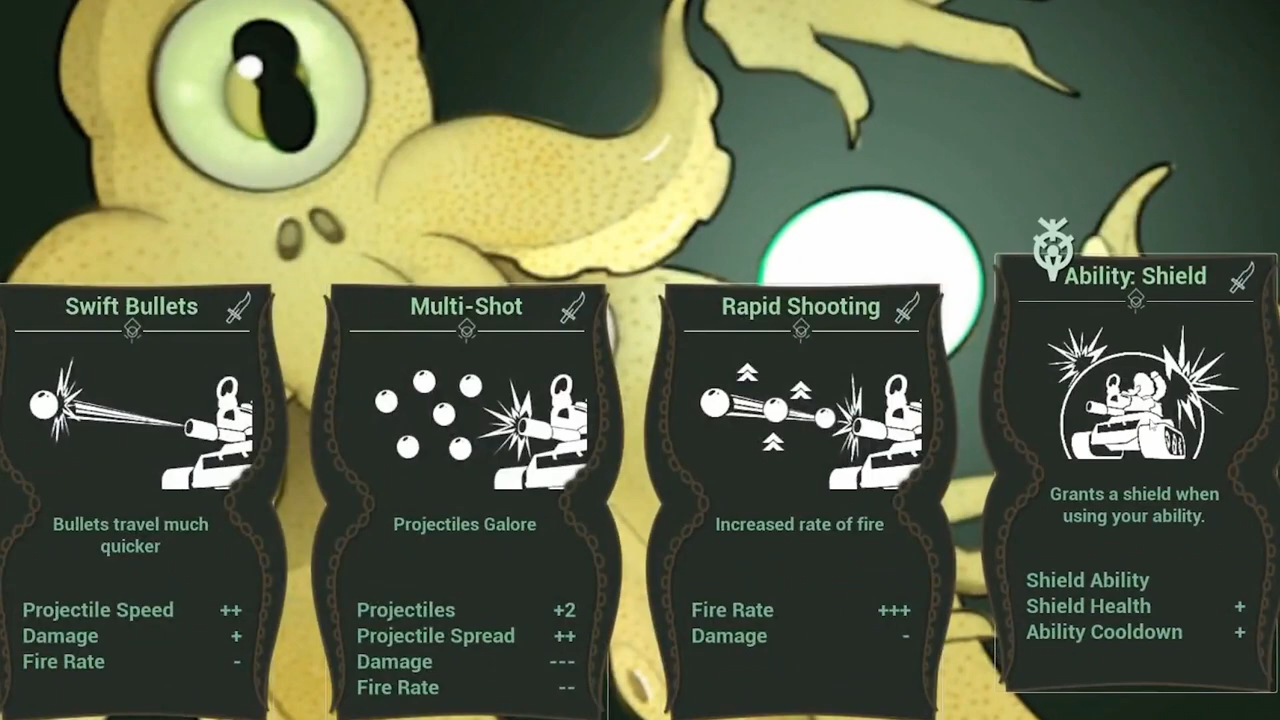 Swift Bullets
Bullets travel much
quicker
Projectile Speed ++
Damage +
Fire Rate -
Multi-Shot
Projectiles Galore
Projectiles +2
Projectile Spread ++
Damage ---
Fire Rate --
Rapid Shooting
Increased rate of fire
Fire Rate +++
Damage -
Ability: Shield
Grants a shield when
using your ability.
Shield Ability
Shield Health +
Ability Cooldown +